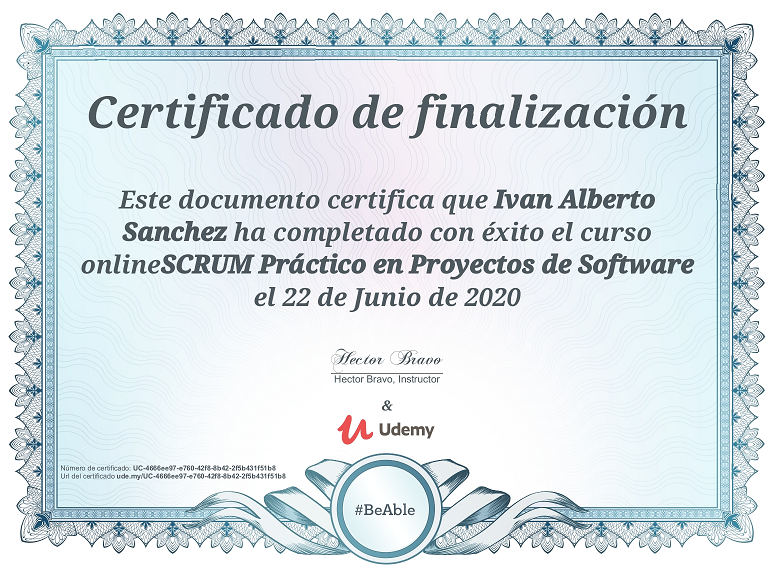 Certificado de finalización
Este documento certifica que Ivan Alberto
Sanchez ha completado con éxito el curso
onlineSCRUM Práctico en Proyectos de Software
el 22 de Junio de 2020
Hector Bravo
Hector Bravo, Instructor
&
Udemy
Número de certificado: UC-4666ee97-e760-42f8-8b42-2f5b431f51b8
Url del certificado ude.my/UC-4666ee97-e760-42f8-8b42-2f5b431f51b8
#BeAble